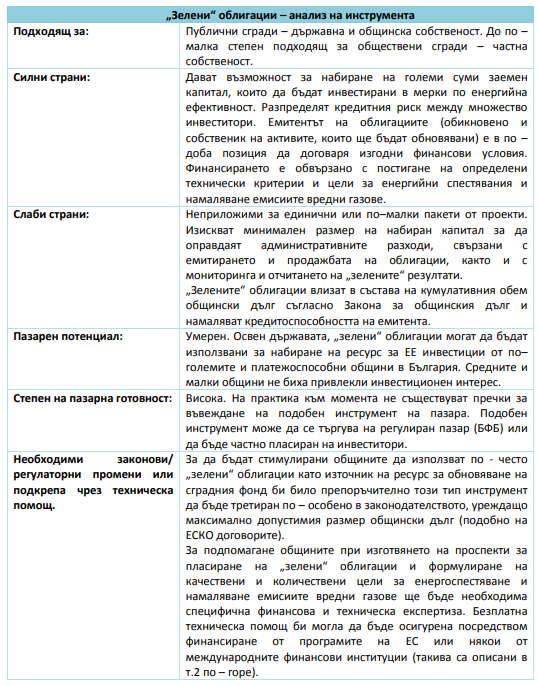 „Зелени“ облигации – анализ на инструмента
Подходящ за:
Публични сгради – държавна и общинска собственост. До по –
малка степен подходящ за обществени сгради – частна
собственост.
Силни страни:
Дават възможност за набиране на големи суми заемен
капитал, които да бъдат инвестирани в мерки по енергийна
ефективност. Разпределят кредитния риск между множество
инвеститори. Емитентът на облигациите (обикновено и
собственик на активите, които ще бъдат обновявани) е в по –
доба позиция да договаря изгодни финансови условия.
Финансирането е обвързано с постигане на определени
технически критерии и цели за енергийни спестявания и
намаляване емисиите вредни газове.
Слаби страни:
Неприложими за единични или по–малки пакети от проекти.
Изискват минимален размер на набиран капитал за да
оправдаят административните разходи, свързани с
емитирането и продажбата на облигации, както и с
мониторинга и отчитането на „зелените“ резултати.
„Зелените“ облигации влизат в състава на кумулативния обем
общински дълг съгласно Закона за общинския дълг и
намаляват кредитоспособността на емитента.
Пазарен потенциал:
Умерен. Освен държавата, „зелени“ облигации могат да бъдат
използвани за набиране на ресурс за ЕЕ инвестиции от по–
големите и платежоспособни общини в България. Средните и
малки общини не биха привлекли инвестиционен интерес.
Степен на пазарна готовност:
Висока. На практика към момента не съществуват пречки за
въвеждане на подобен инструмент на пазара. Подобен
инструмент може да се търгува на регулиран пазар (БФБ) или
да бъде частно пласиран на инвеститори.
Необходими законови/
регулаторни промени или
подкрепа чрез техническа
помощ.
За да бъдат стимулирани общините да използват по - често
„зелени“ облигации като източник на ресурс за обновяване на
сградния фонд би било препоръчително този тип инструмент
да бъде третиран по – особено в законодателството, уреждащо
максимално допустимия размер общински дълг (подобно на
ЕСКО договорите).
За подпомагане общините при изготвянето на проспекти за
пласиране на „зелени“ облигации и формулиране на
качествени и количествени цели за енергоспестяване и
намаляване емисиите вредни газове ще бъде необходима
специфична финансова и техническа експертиза. Безплатна
техническа помощ би могла да бъде осигурена посредством
финансиране от програмите на ЕС или някои от
международните финансови институции (такива са описани в
т.2 по – горе).